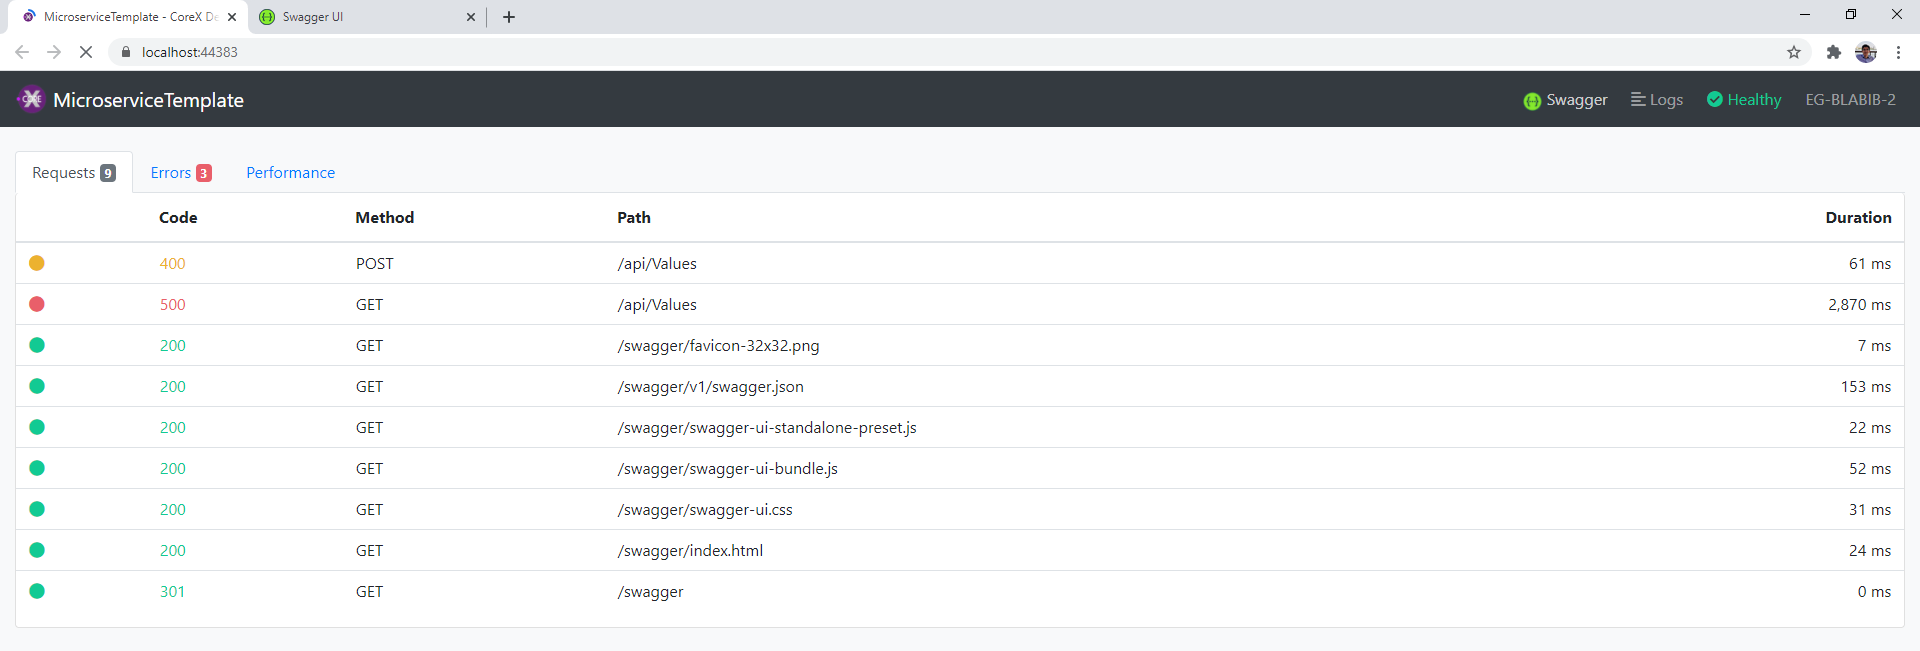 MicroserviceTemplate - CoreX De
Swagger UI
localhost:44383
CORE MicroserviceTemplate Swagger Logs Healthy EG-BLABIB-2
Requests 9 Errors 3 Performance
Code Method Path Duration
400 POST /api/Values 61 ms
500 GET /api/Values 2,870 ms
200 GET /swagger/favicon-32x32.png 7 ms
200 GET /swagger/v1/swagger.json 153 ms
200 GET /swagger/swagger-ui-standalone-preset.js 22 ms
200 GET /swagger/swagger-ui-bundle.js 52 ms
200 GET /swagger/swagger-ui.css 31 ms
200 GET /swagger/index.html 24 ms
301 GET /swagger 0 ms